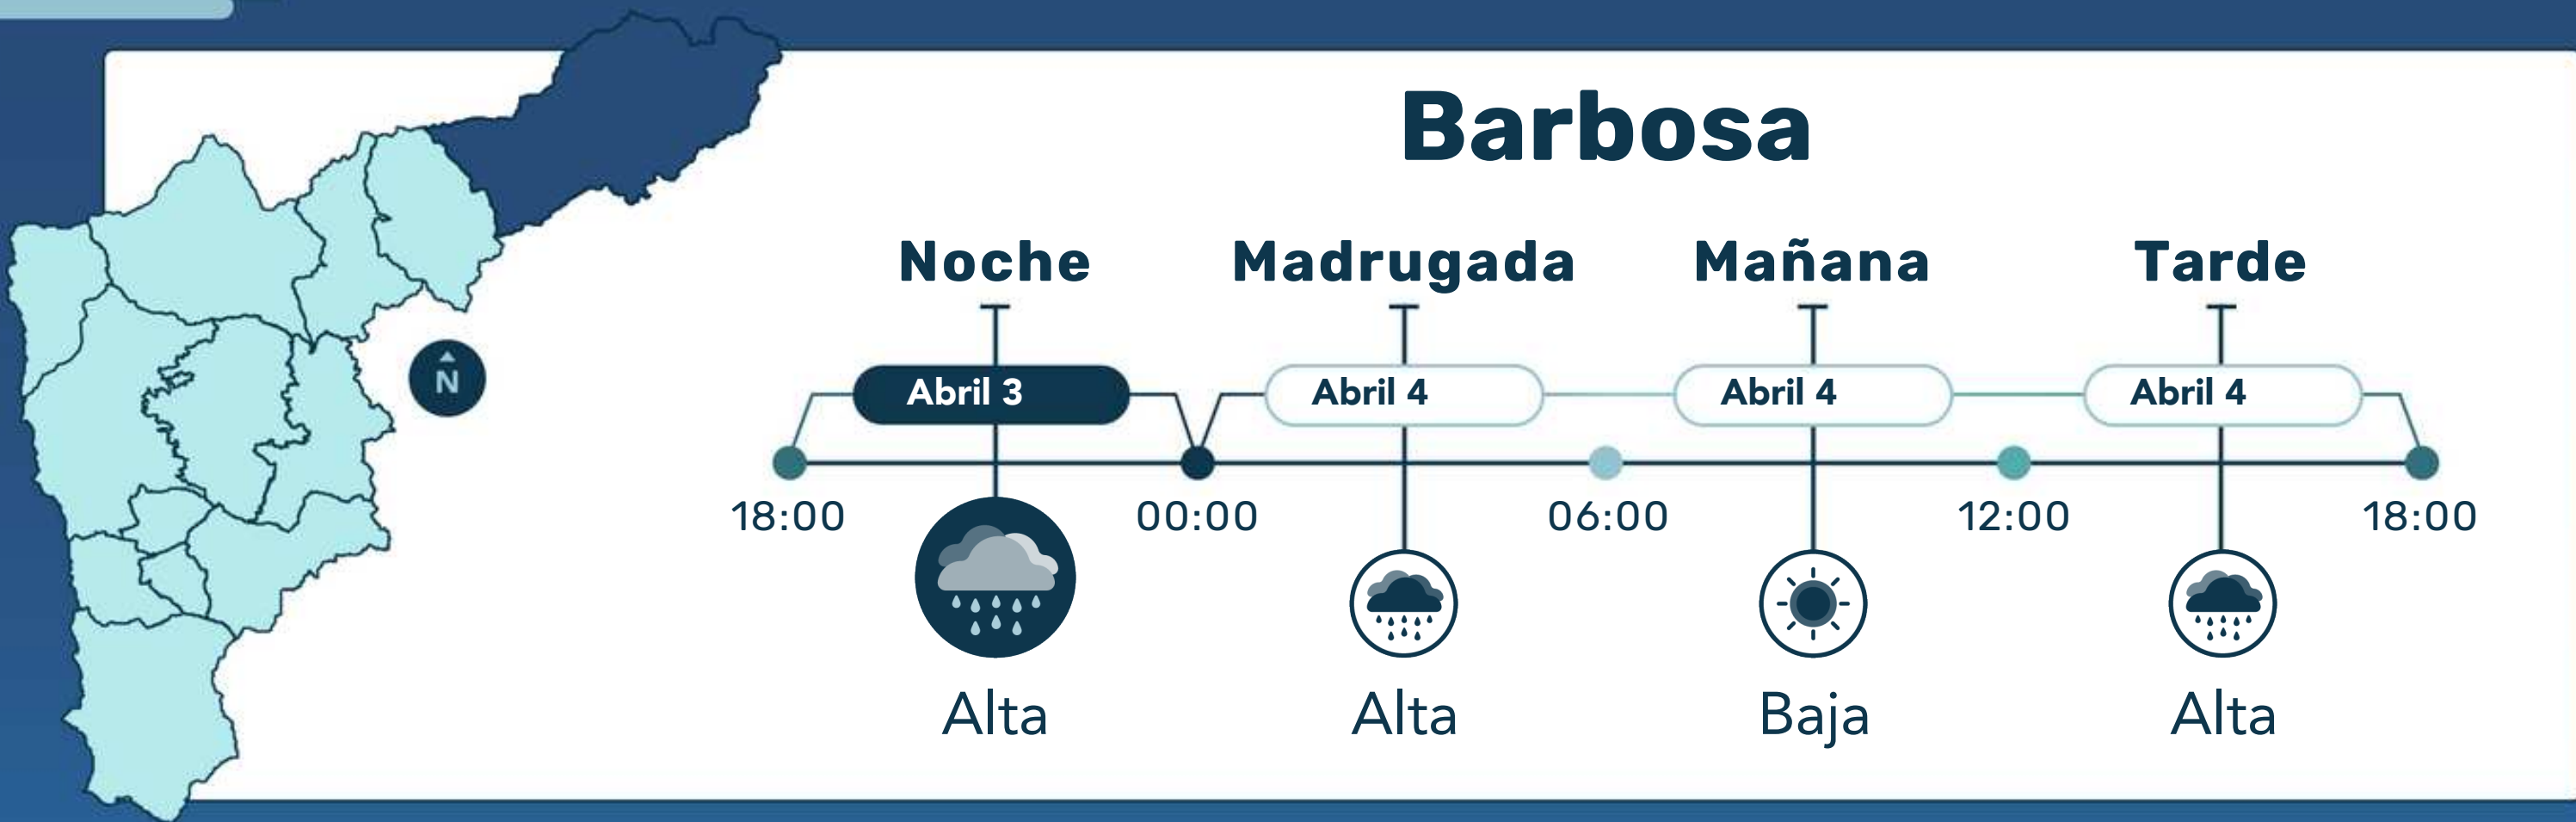 Barbosa
Noche Madrugada Mañana Tarde
Abril 3 Abril 4 Abril 4 Abril 4
N
18:00 00:00 06:00 12:00 18:00
Alta Alta Baja Alta